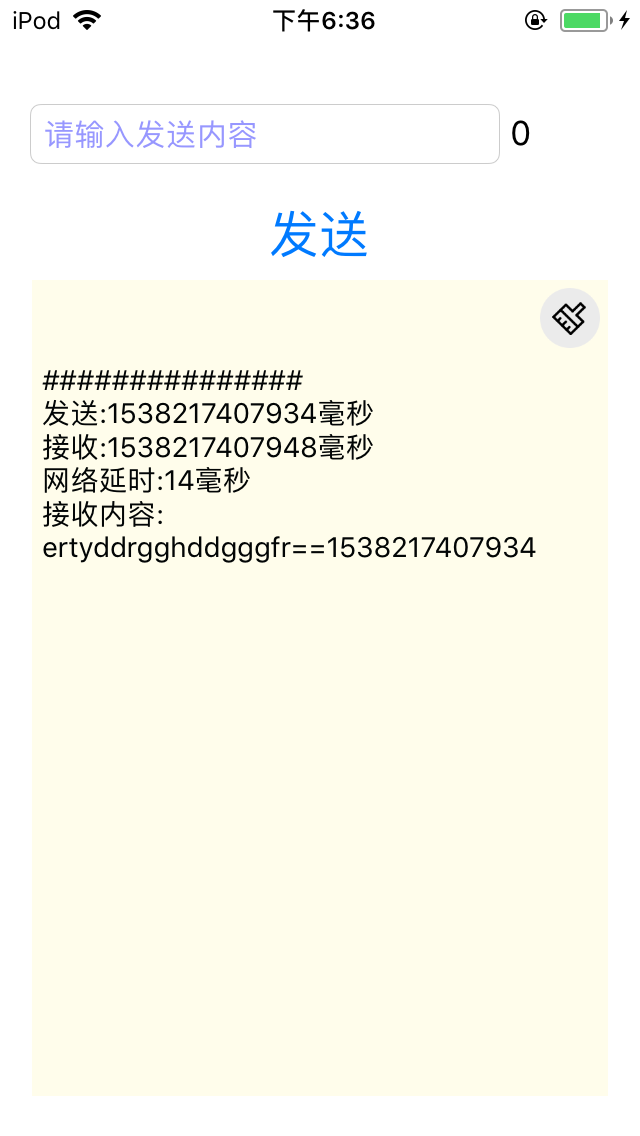 iPod 下午6:36
请输入发送内容 0
发送
###############
发送:1538217407934毫秒
接收:1538217407948毫秒
网络延时:14毫秒
接收内容:
ertyddrgghddgggfr==1538217407934